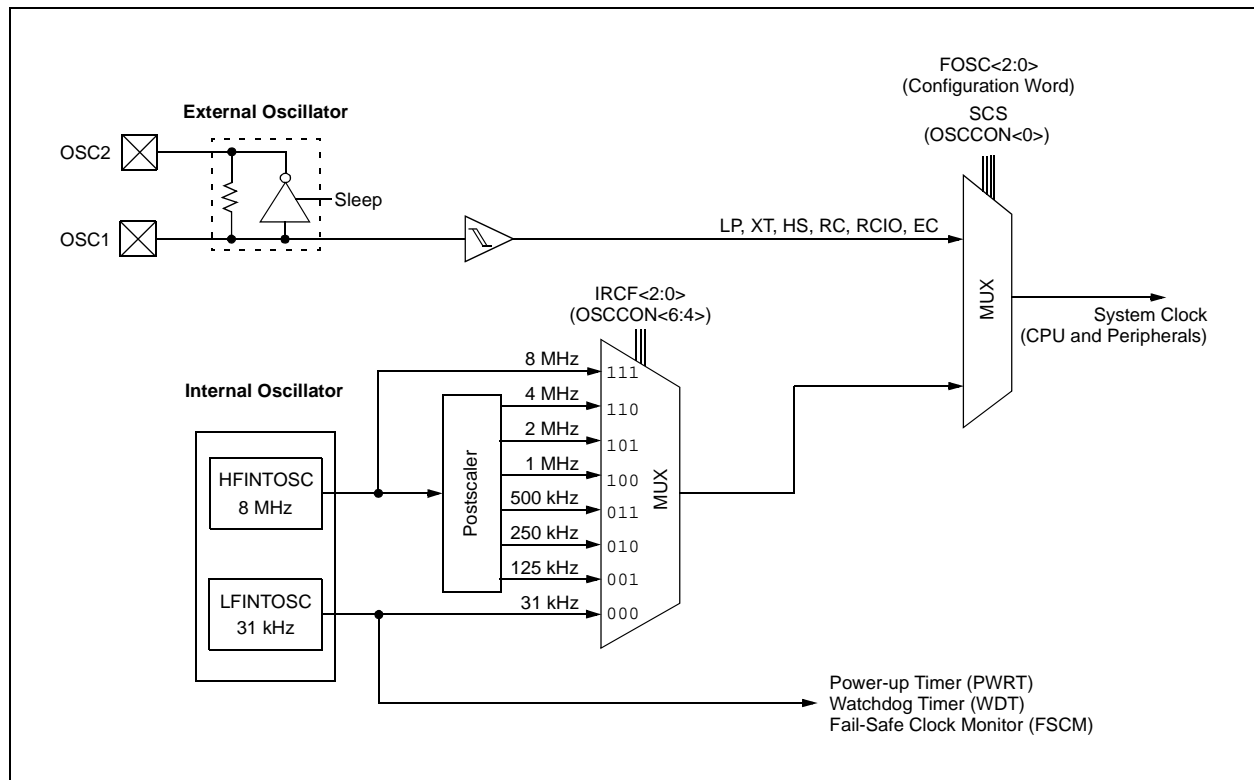 FOSC<2:0>
(Configuration Word)
SCS
(OSCCON<0>)
External Oscillator
OSC2
Sleep
OSC1
LP, XT, HS, RC, RCIO, EC
IRCF<2:0>
(OSCCON<6:4>)
MUX
System Clock
(CPU and Peripherals)
Internal Oscillator
HFINTOSC
8 MHz
LFINTOSC
31 kHz
Postscaler
8 MHz
4 MHz
2 MHz
1 MHz
500 kHz
250 kHz
125 kHz
31 kHz
111
110
101
100
011
010
001
000
MUX
Power-up Timer (PWRT)
Watchdog Timer (WDT)
Fail-Safe Clock Monitor (FSCM)